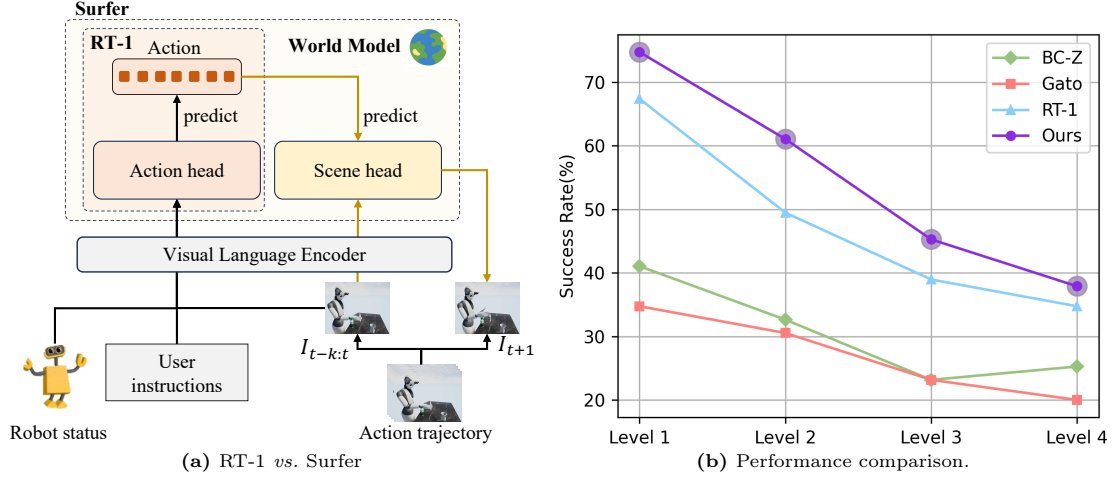 Surfer
RT-1
World Model
Action
predict
predict
Action head
Scene head
Visual Language Encoder
I_{t-k:t}
I_{t+1}
User
instructions
Robot status
Action trajectory
(a) RT-1 vs. Surfer
Success Rate(%)
70
60
50
40
30
20
Level 1
Level 2
Level 3
Level 4
BC-Z
Gato
RT-1
Ours
(b) Performance comparison.